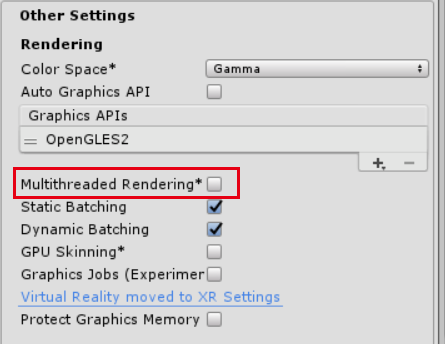 Other Settings
Rendering
Color Space* Gamma
Auto Graphics API
Graphics APIs
OpenGLES2
Multithreaded Rendering*
Static Batching
Dynamic Batching
GPU Skinning*
Graphics Jobs (Experimer
Virtual Reality moved to XR Settings
Protect Graphics Memory